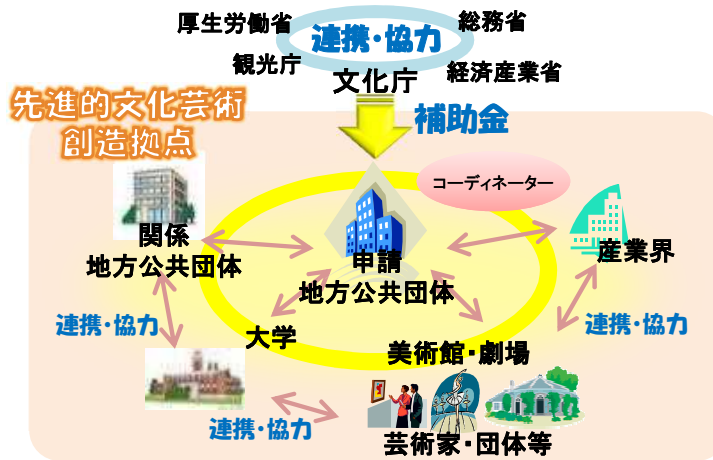 厚生労働省
連携・協力
総務省
観光庁
文化庁
経済産業省
先進的文化芸術
創造拠点
補助金
コーディネーター
関係
地方公共団体
申請
地方公共団体
産業界
連携・協力
大学
連携・協力
美術館・劇場
連携・協力
芸術家・団体等